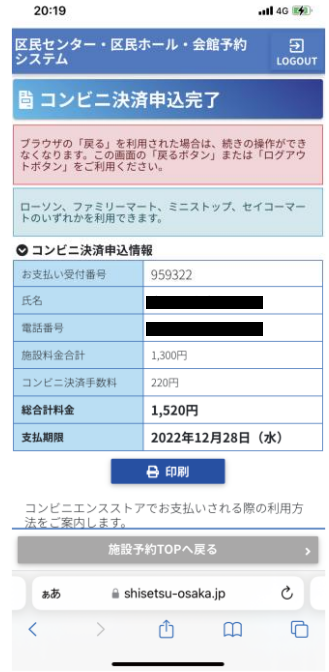 20:19
4G
区民センター・区民ホール・会館予約
システム
LOGOUT
コンビニ決済申込完了
ブラウザの「戻る」を利用された場合は、続きの操作ができ
なくなります。この画面の「戻るボタン」または「ログアウ
トボタン」をご利用ください。
ローソン、ファミリーマート、ミニストップ、セイコーマー
トのいずれかを利用できます。
コンビニ決済申込情報
お支払い受付番号 959322
氏名
電話番号
施設料金合計 1,300円
コンビニ決済手数料 220円
総合計料金 1,520円
支払期限 2022年12月28日（水）
印刷
コンビニエンスストアでお支払いされる際の利用方
法をご案内します。
施設予約TOPへ戻る
ぁあ shisetsu-osaka.jp